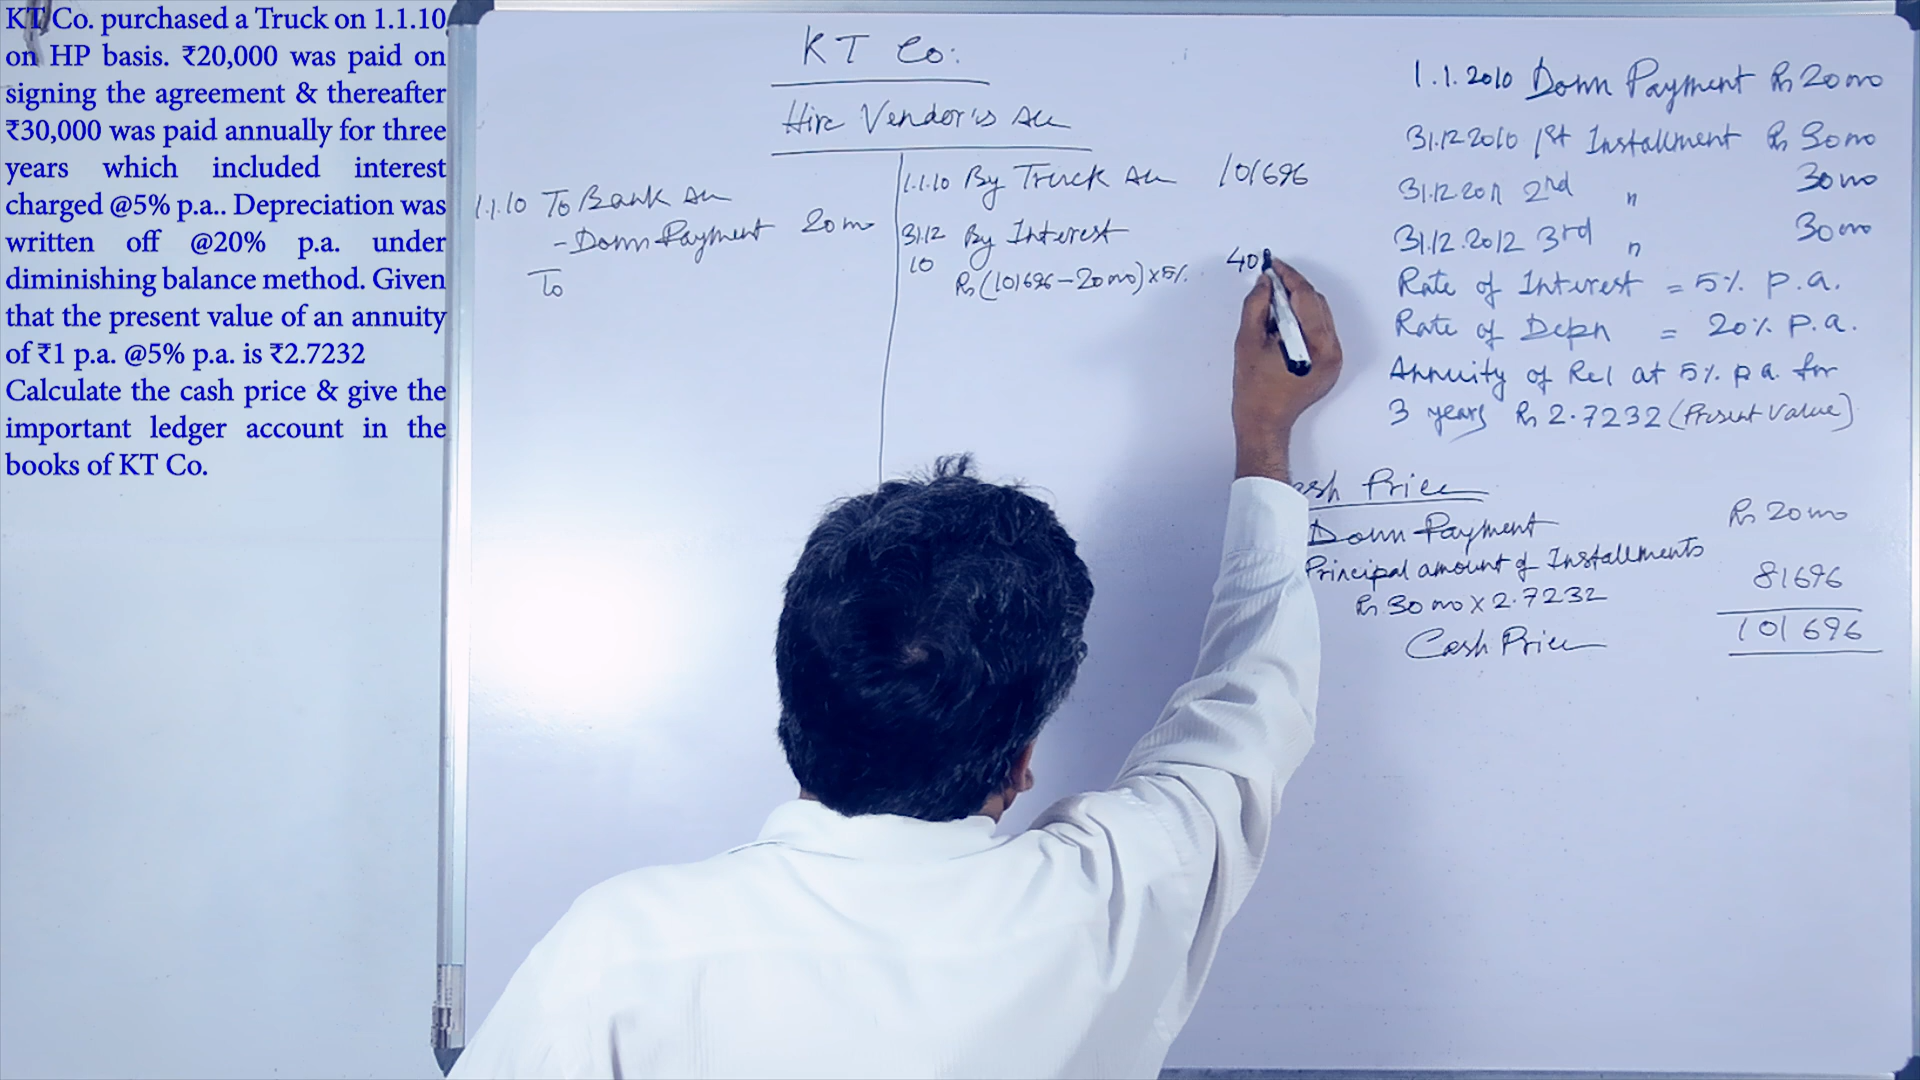 KT Co. purchased a Truck on 1.1.10
on HP basis. ₹20,000 was paid on
signing the agreement & thereafter
₹30,000 was paid annually for three
years which included interest
charged @5% p.a.. Depreciation was
written off @20% p.a. under
diminishing balance method. Given
that the present value of an annuity
of ₹1 p.a. @5% p.a. is ₹2.7232
Calculate the cash price & give the
important ledger account in the
books of KT Co.
KT Co:
Hire Vendor's A/c
1.1.10 To Bank A/c
- Down Payment 20000
To
1.1.10 By Truck A/c 101696
31.12 By Interest
10 Rs (101696 - 20000) × 5% 408
1.1.2010 Down Payment Rs 20000
31.12.2010 1st Installment Rs 30000
31.12.2011 2nd " 30000
31.12.2012 3rd " 30000
Rate of Interest = 5% p.a.
Rate of Depn = 20% p.a.
Annuity of Re1 at 5% p.a. for
3 years Rs 2.7232 (Present Value)
Price
Down Payment Rs 20000
Principal amount of Installments
Rs 30000 × 2.7232 81696
Cash Price 101696